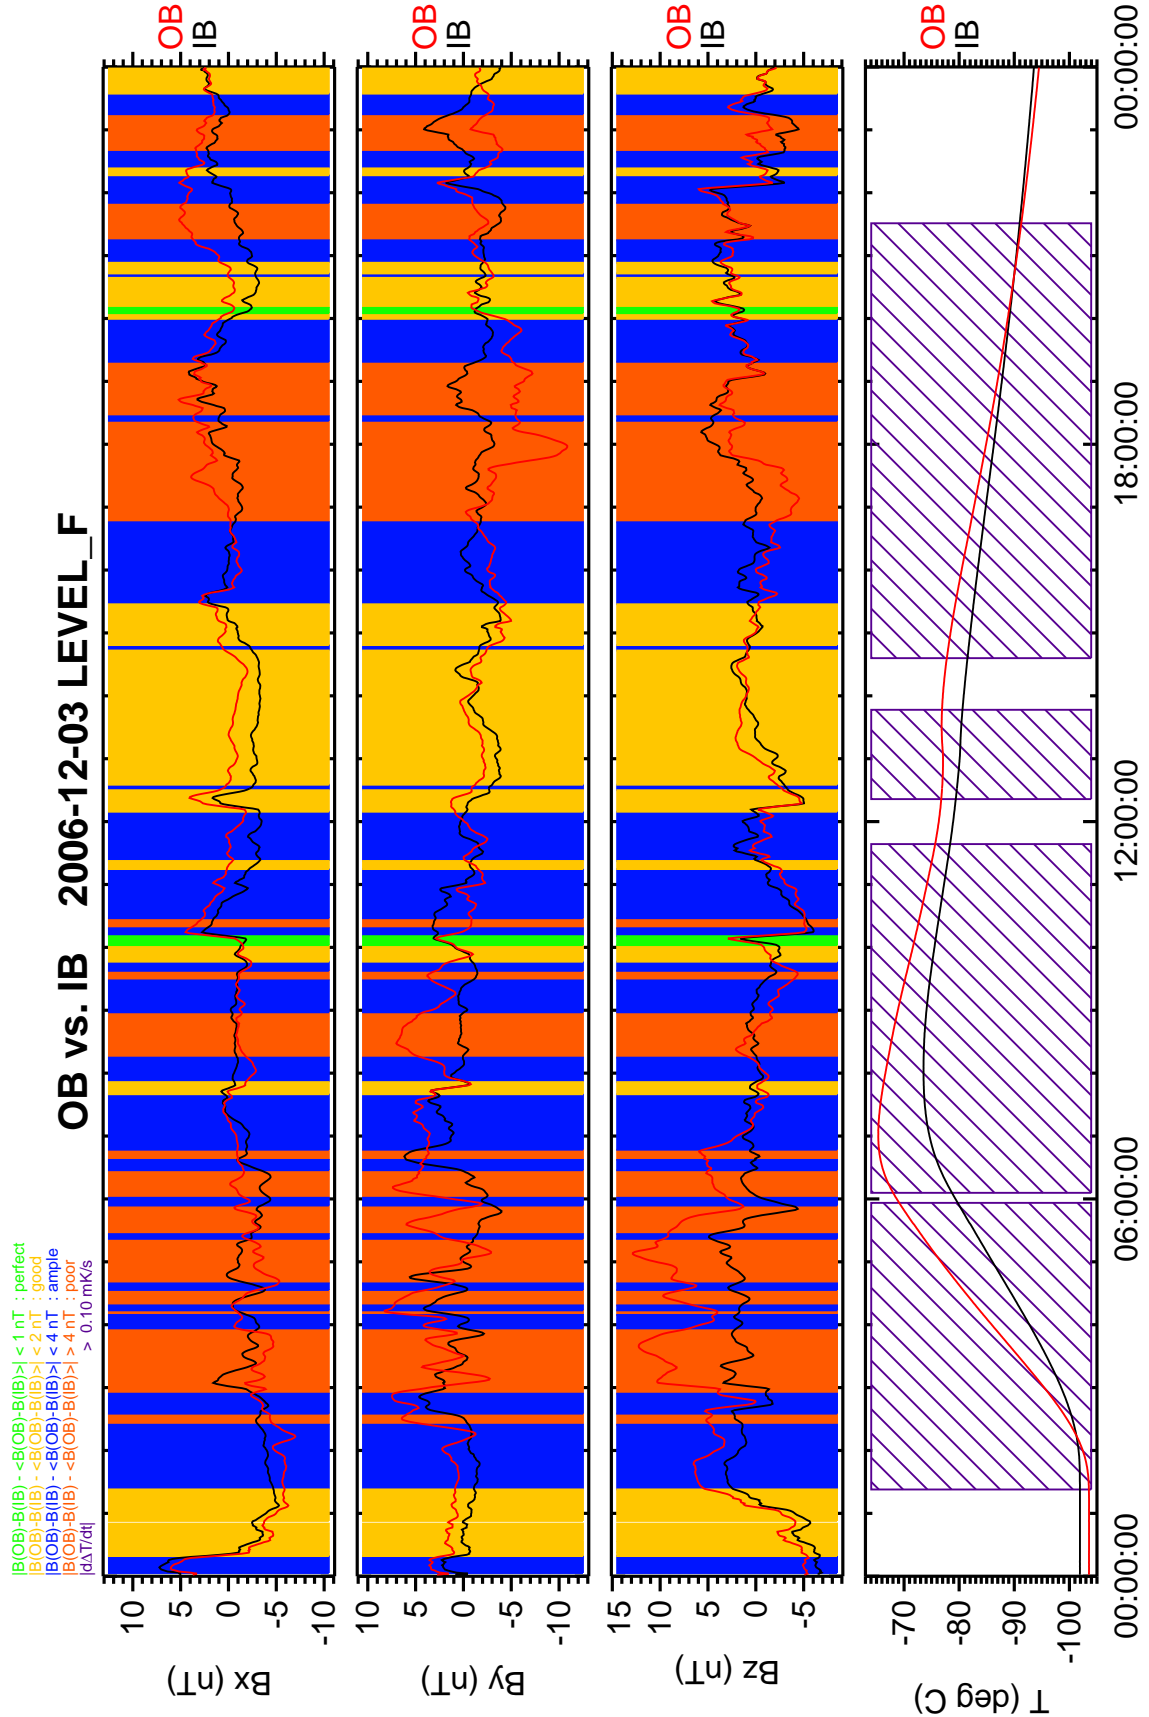 |B(OB)-B(IB) - <B(OB)-B(IB)>| < 1 nT : perfect
|B(OB)-B(IB) - <B(OB)-B(IB)>| < 2 nT : good
|B(OB)-B(IB) - <B(OB)-B(IB)>| < 4 nT : ample
|B(OB)-B(IB) - <B(OB)-B(IB)>| > 4 nT : poor
|dΔT/dt| > 0.10 mK/s
OB vs. IB 2006-12-03 LEVEL_F
Bx (nT)
10
5
0
-5
-10
OB
IB
By (nT)
10
5
0
-5
-10
OB
IB
Bz (nT)
15
10
5
0
-5
OB
IB
T (deg C)
-70
-80
-90
-100
OB
IB
00:00:00
06:00:00
12:00:00
18:00:00
00:00:00